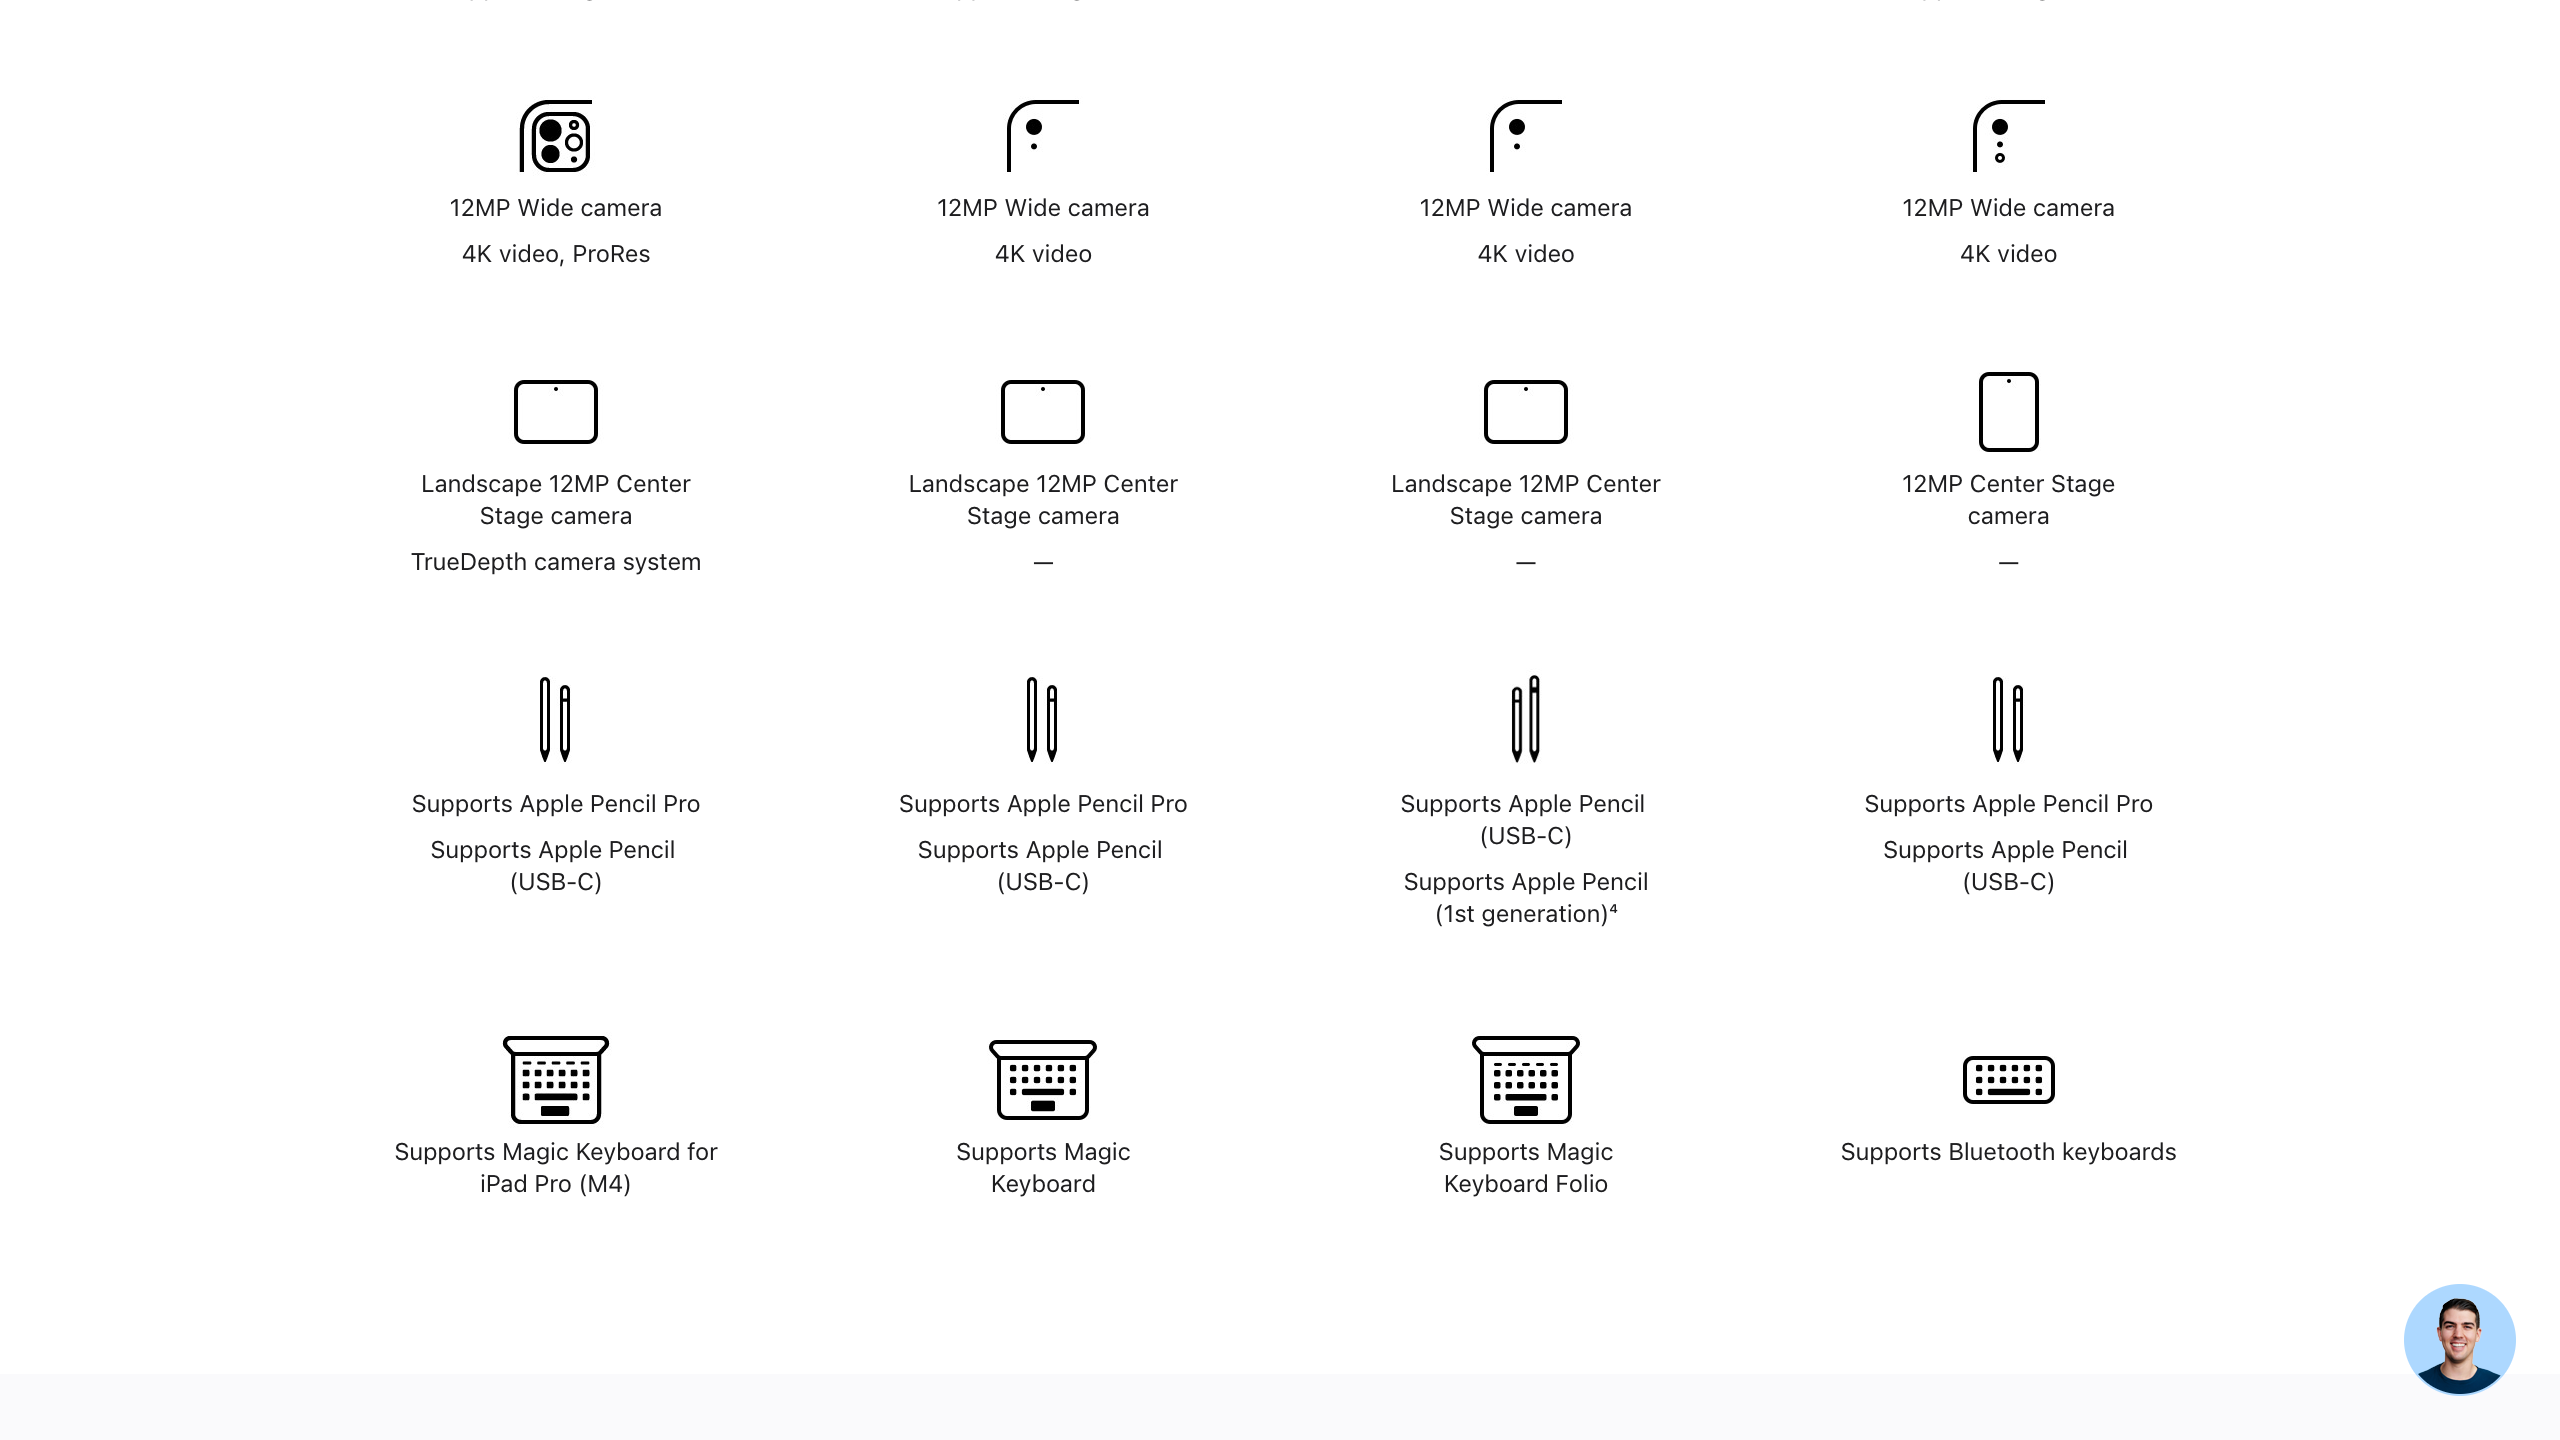 12MP Wide camera
12MP Wide camera
12MP Wide camera
12MP Wide camera
4K video, ProRes
4K video
4K video
4K video
Landscape 12MP Center
Stage camera
Landscape 12MP Center
Stage camera
Landscape 12MP Center
Stage camera
12MP Center Stage
camera
TrueDepth camera system
—
—
—
Supports Apple Pencil Pro
Supports Apple Pencil
(USB-C)
Supports Apple Pencil Pro
Supports Apple Pencil
(USB-C)
Supports Apple Pencil
(USB-C)
Supports Apple Pencil
(1st generation)⁴
Supports Apple Pencil Pro
Supports Apple Pencil
(USB-C)
Supports Magic Keyboard for
iPad Pro (M4)
Supports Magic
Keyboard
Supports Magic
Keyboard Folio
Supports Bluetooth keyboards